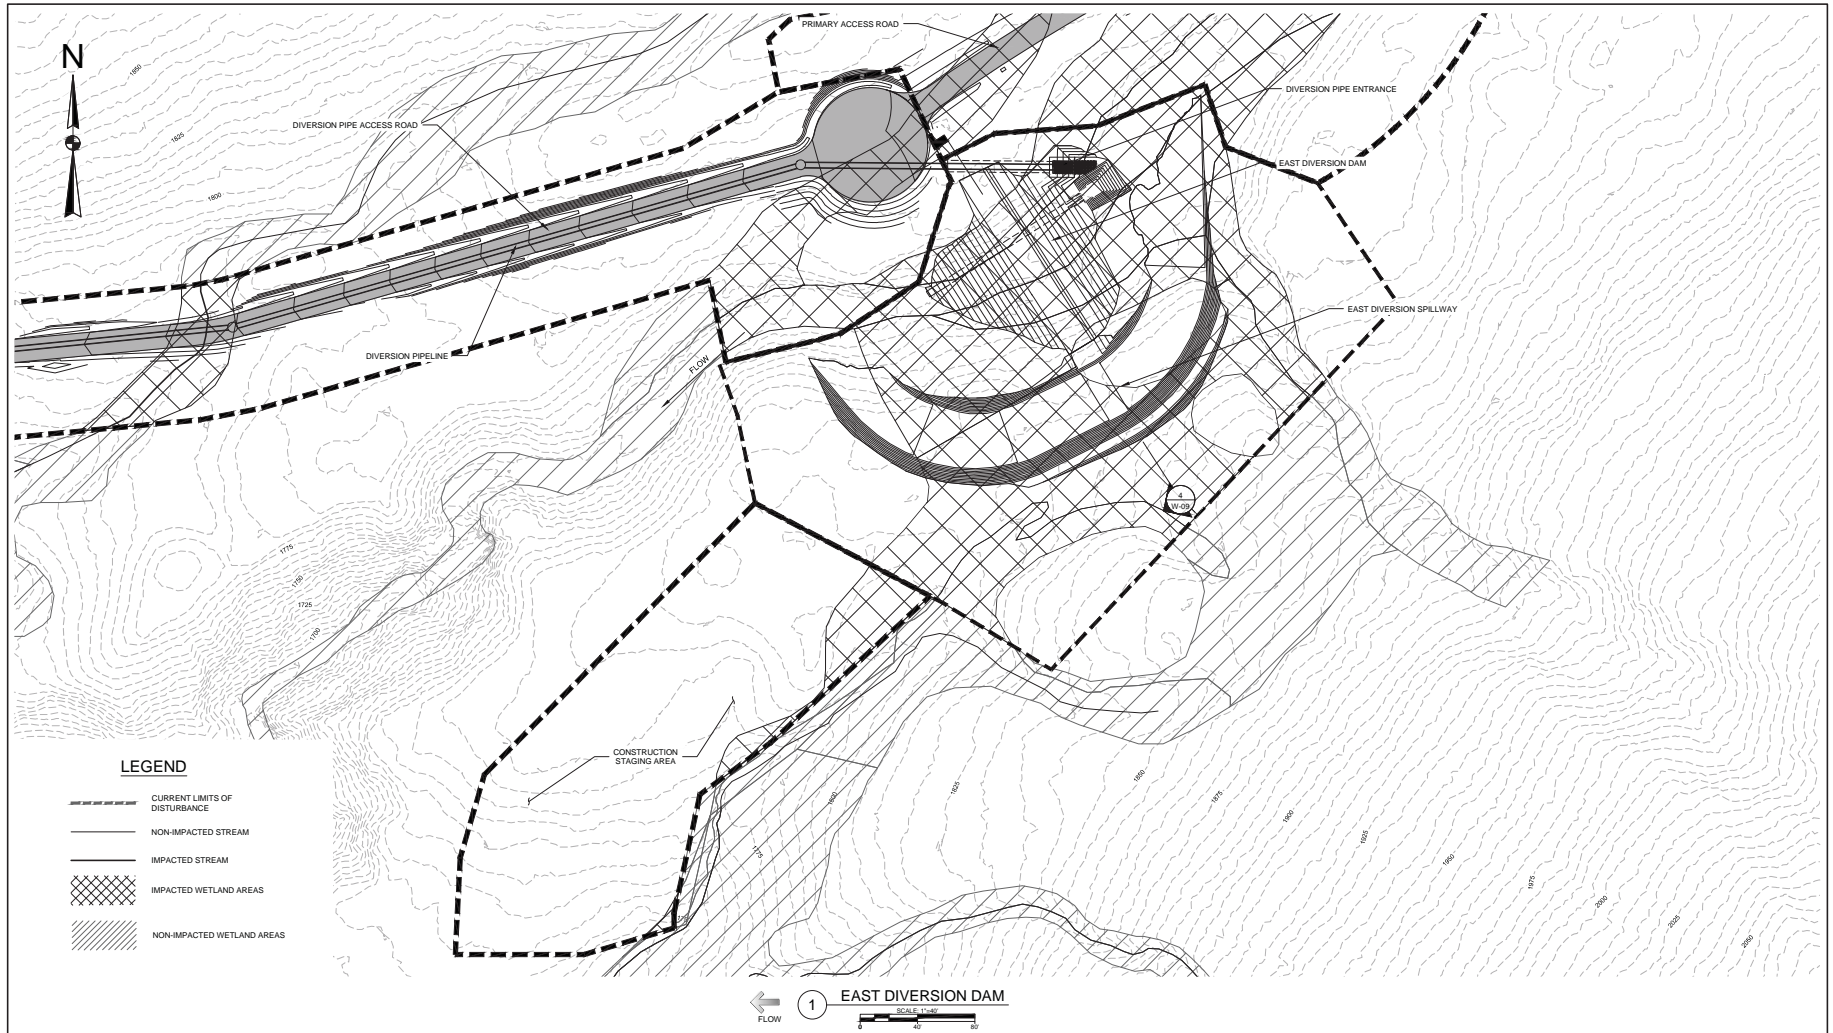 N
PRIMARY ACCESS ROAD
DIVERSION PIPE ENTRANCE
DIVERSION PIPE ACCESS ROAD
EAST DIVERSION DAM
EAST DIVERSION SPILLWAY
DIVERSION PIPELINE
FLOW
1850
1825
1800
4
W-09
1775
1750
1725
1700
CONSTRUCTION
STAGING AREA
1800
1775
1825
1850
1875
1900
1925
1950
1975
2000
2025
2050
LEGEND
CURRENT LIMITS OF
DISTURBANCE
NON-IMPACTED STREAM
IMPACTED STREAM
IMPACTED WETLAND AREAS
NON-IMPACTED WETLAND AREAS
FLOW
1
EAST DIVERSION DAM
SCALE: 1"=40'
0 40' 80'